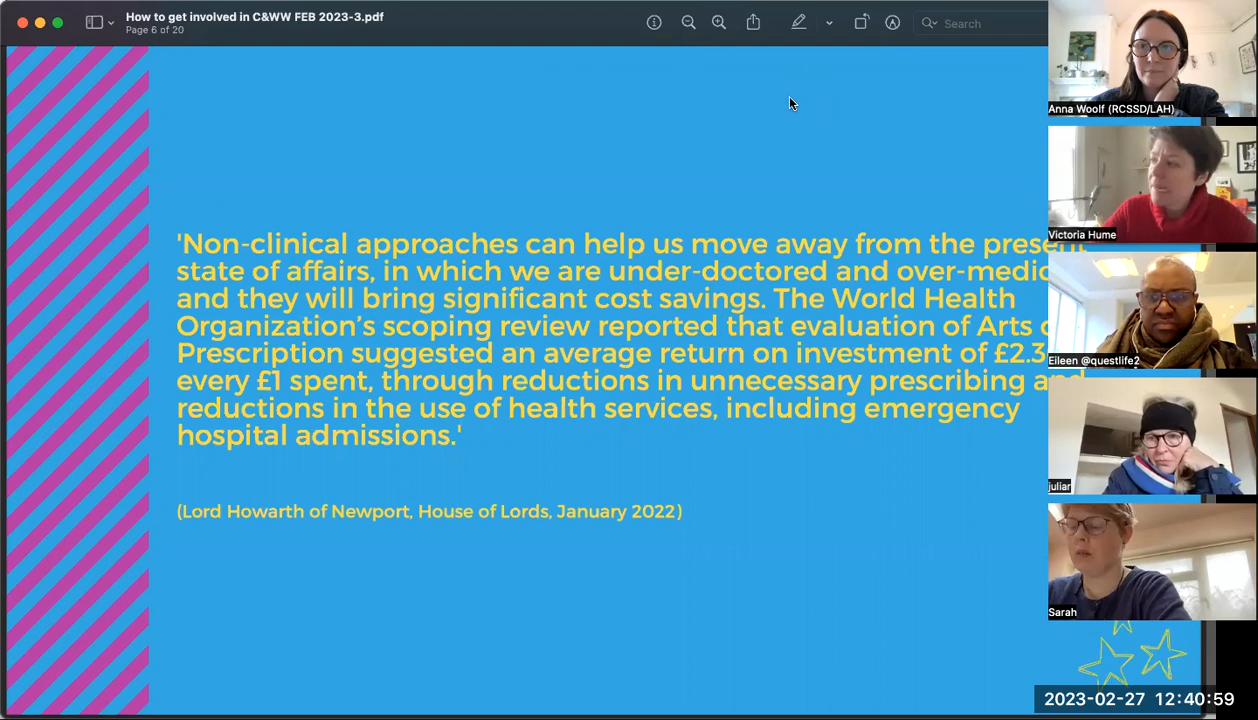 How to get involved in C&WW FEB 2023-3.pdf
Page 6 of 20
Search
'Non-clinical approaches can help us move away from the present
state of affairs, in which we are under-doctored and
and they will bring significant cost savings. The World Health
Organization's scoping review reported that evaluation of Arts
Prescription suggested an average return on investment of
every £1 spent, through reductions in unnecessary prescribing and
reductions in the use of health services, including emergency
hospital admissions.'
(Lord Howarth of Newport, House of Lords, January 2022)
Anna Woolf (RCSSD/LAH)
Victoria Hume
Eileen @questlife2
juliar
Sarah
2023-02-27 12:40:59